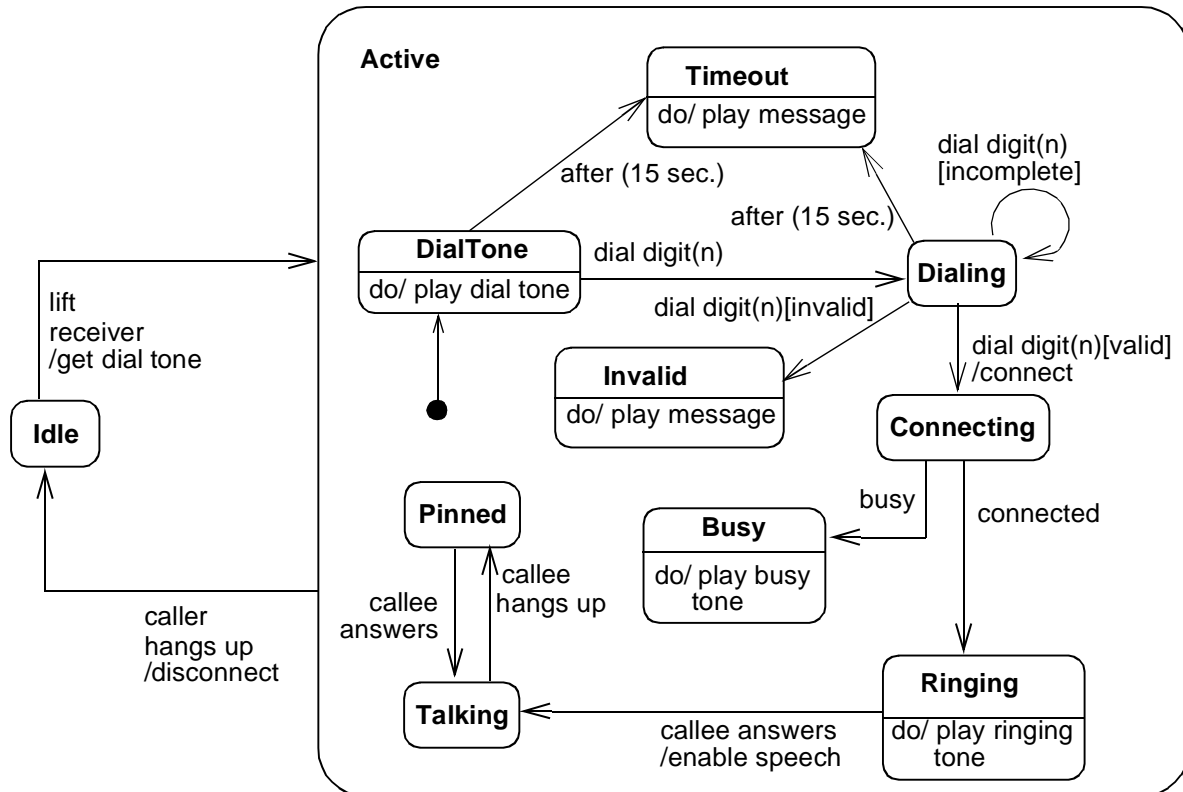 Active
Timeout
do/ play message
dial digit(n)
[incomplete]
after (15 sec.)
after (15 sec.)
DialTone
do/ play dial tone
dial digit(n)
Dialing
lift
receiver
/get dial tone
dial digit(n)[invalid]
dial digit(n)[valid]
/connect
Invalid
do/ play message
Idle
Connecting
Pinned
busy
connected
Busy
do/ play busy
tone
callee
hangs up
callee
answers
caller
hangs up
/disconnect
Talking
Ringing
do/ play ringing
tone
callee answers
/enable speech